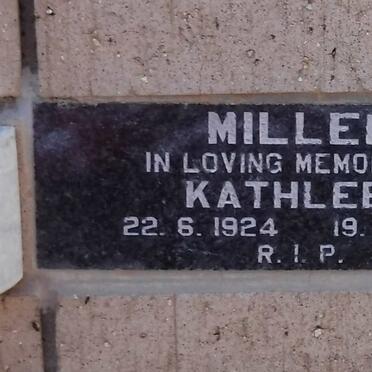 MILLE
IN LOVING MEMO
KATHLEE
22. 6. 1924 19.
R. I. P.